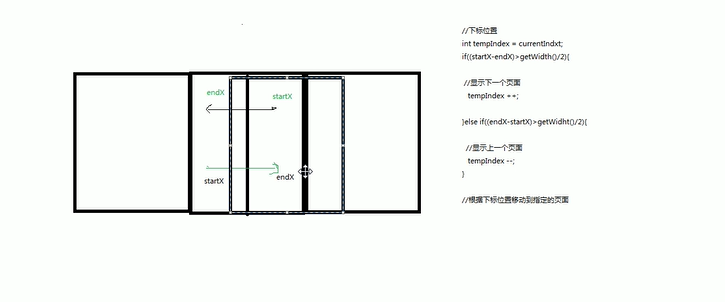 endX
startX
startX
endX
//下标位置
int tempIndex = currentIndxt;
if((startX-endX)>getWidth()/2){
//显示下一个页面
tempIndex ++;
}else if((endX-startX)>getWidht()/2){
//显示上一个页面
tempIndex --;
}
//根据下标位置移动到指定的页面